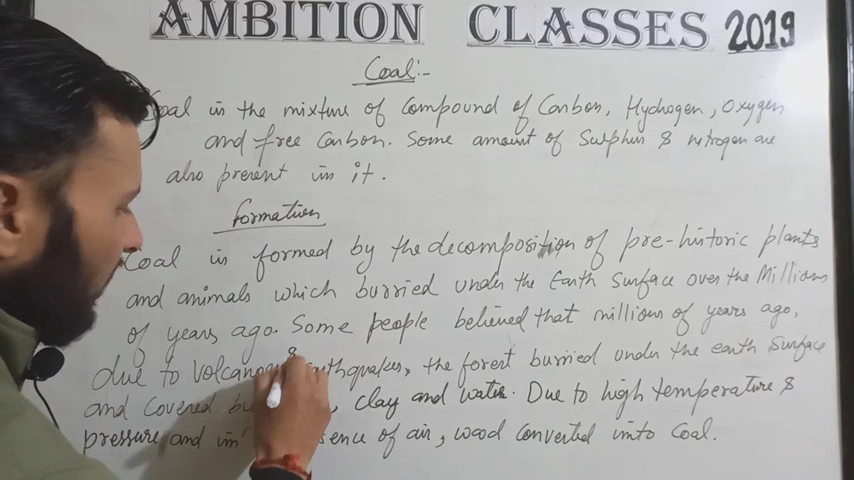 AMBITION CLASSES 2019
Coal:-
Coal is the mixture of Compound of Carbon, Hydrogen, Oxygen
and free Carbon. Some amount of Sulphur & nitrogen are
also present in it.
Formation
Coal is formed by the decomposition of pre-historic plants
and animals which burried under the Earth Surface over the Millions
of years ago. Some people believed that millions of years ago,
due to Volcano & the forest burried under the earth Surface
and Covered by , clay and water. Due to high temperature &
pressure and in of air, wood Converted into Coal.